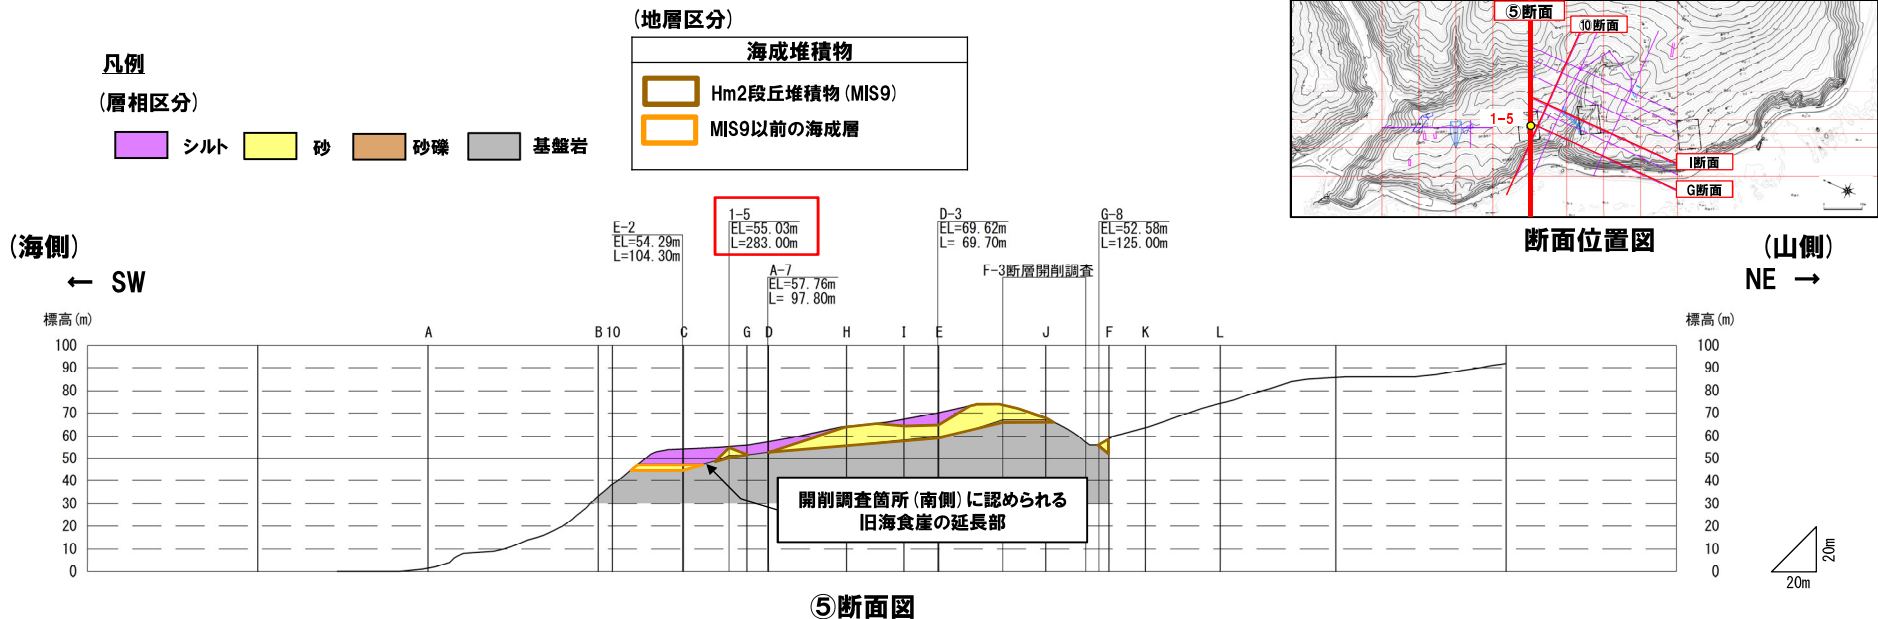 凡例
(層相区分)
シルト
砂
砂礫
基盤岩
(地層区分)
海成堆積物
Hm2段丘堆積物(MIS9)
MIS9以前の海成層
⑤断面
⑩断面
1-5
I断面
G断面
断面位置図
(海側)
← SW
(山側)
NE →
E-2
EL=54.29m
L=104.30m
1-5
EL=55.03m
L=283.00m
A-7
EL=57.76m
L= 97.80m
D-3
EL=69.62m
L= 69.70m
F-3断層開削調査
G-8
EL=52.58m
L=125.00m
標高(m)
標高(m)
A B 10 C G D H I E J F K L
100 100
90 90
80 80
70 70
60 60
50 50
40 40
30 30
20 20
10 10
0 0
開削調査箇所(南側)に認められる
旧海食崖の延長部
20m
20m
⑤断面図